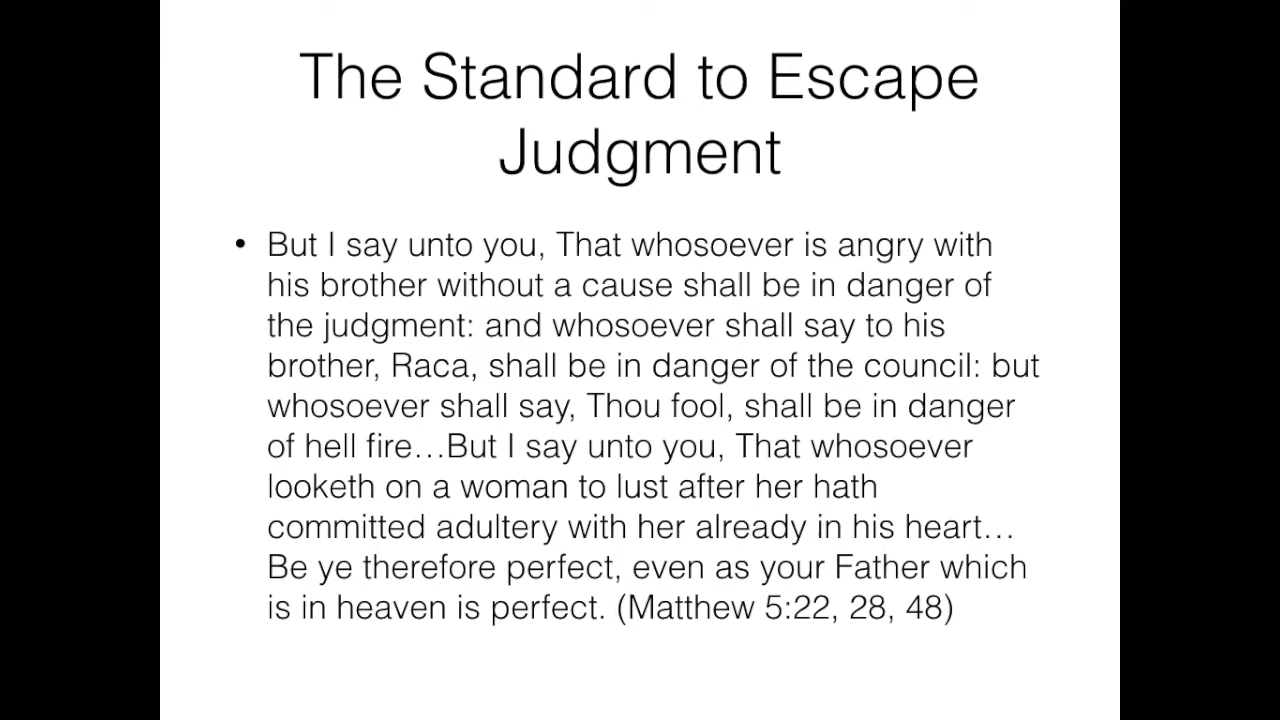 The Standard to Escape
Judgment
• But I say unto you, That whosoever is angry with
his brother without a cause shall be in danger of
the judgment: and whosoever shall say to his
brother, Raca, shall be in danger of the council: but
whosoever shall say, Thou fool, shall be in danger
of hell fire…But I say unto you, That whosoever
looketh on a woman to lust after her hath
committed adultery with her already in his heart…
Be ye therefore perfect, even as your Father which
is in heaven is perfect. (Matthew 5:22, 28, 48)